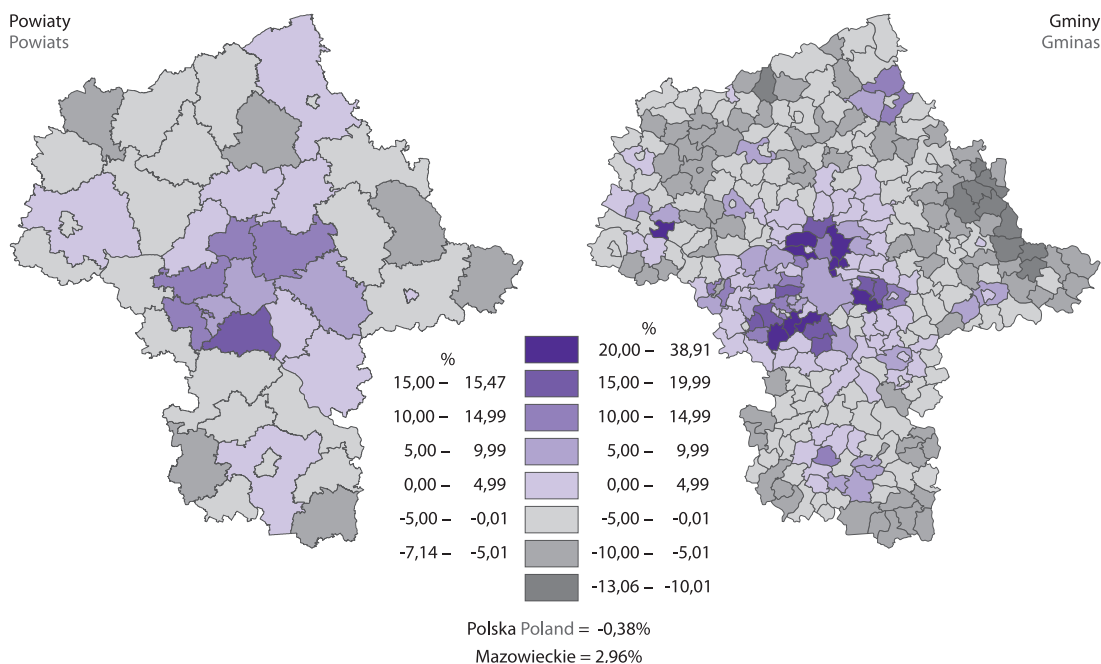 Powiaty
Powiats
Gminy
Gminas
%
15,00 – 15,47
10,00 – 14,99
5,00 – 9,99
0,00 – 4,99
-5,00 – -0,01
-7,14 – -5,01
%
20,00 – 38,91
15,00 – 19,99
10,00 – 14,99
5,00 – 9,99
0,00 – 4,99
-5,00 – -0,01
-10,00 – -5,01
-13,06 – -10,01
Polska Poland = -0,38%
Mazowieckie = 2,96%